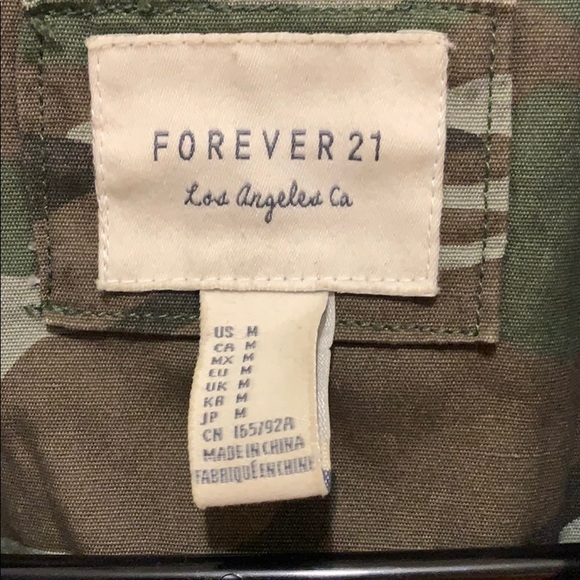 FOREVER 21
Los Angeles Ca
US M
CA M
MX M
EU M
UK M
KR M
JP M
CN 165/92A
MADE IN CHINA
FABRIQUÉ EN CHINE